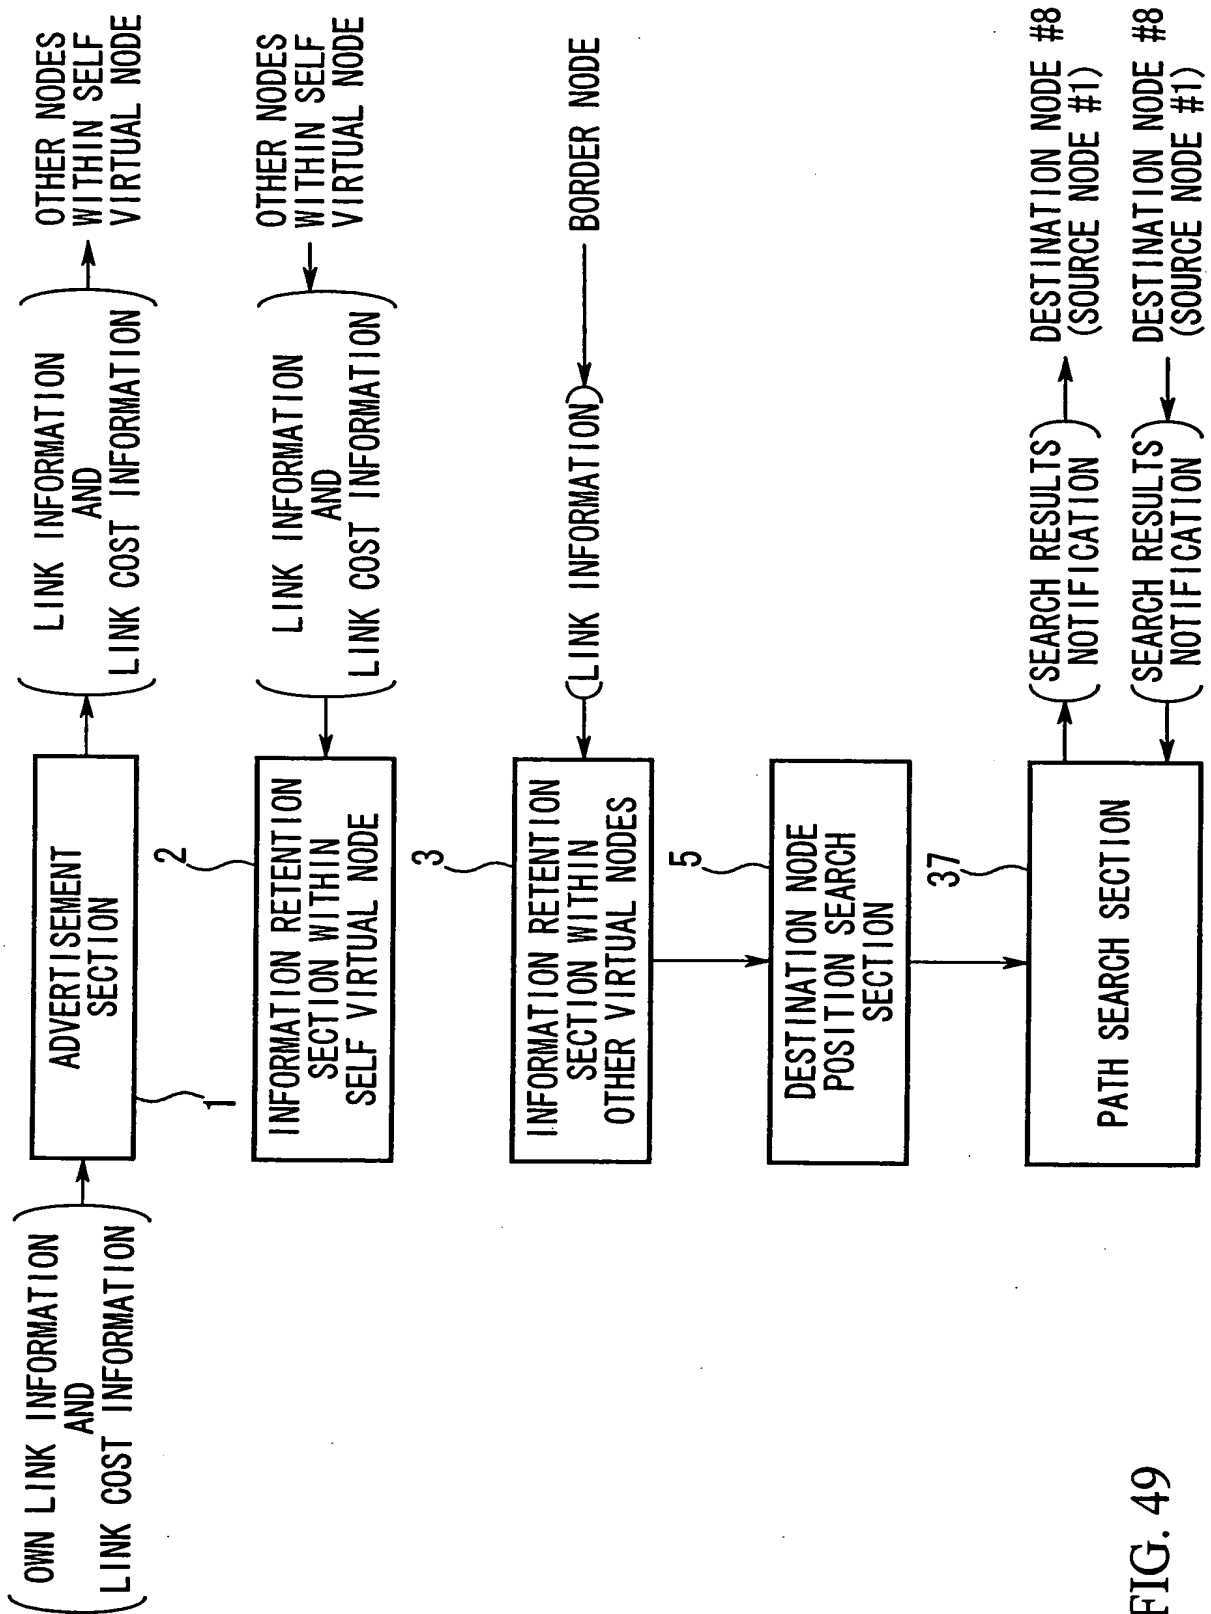 OWN LINK INFORMATION
AND
LINK COST INFORMATION
ADVERTISEMENT
SECTION
1
LINK INFORMATION
AND
LINK COST INFORMATION
OTHER NODES
WITHIN SELF
VIRTUAL NODE
2
INFORMATION RETENTION
SECTION WITHIN
SELF VIRTUAL NODE
LINK INFORMATION
AND
LINK COST INFORMATION
OTHER NODES
WITHIN SELF
VIRTUAL NODE
3
INFORMATION RETENTION
SECTION WITHIN
OTHER VIRTUAL NODES
(LINK INFORMATION)
BORDER NODE
5
DESTINATION NODE
POSITION SEARCH
SECTION
37
PATH SEARCH SECTION
(SEARCH RESULTS
NOTIFICATION)
DESTINATION NODE #8
(SOURCE NODE #1)
(SEARCH RESULTS
NOTIFICATION)
DESTINATION NODE #8
(SOURCE NODE #1)
FIG. 49